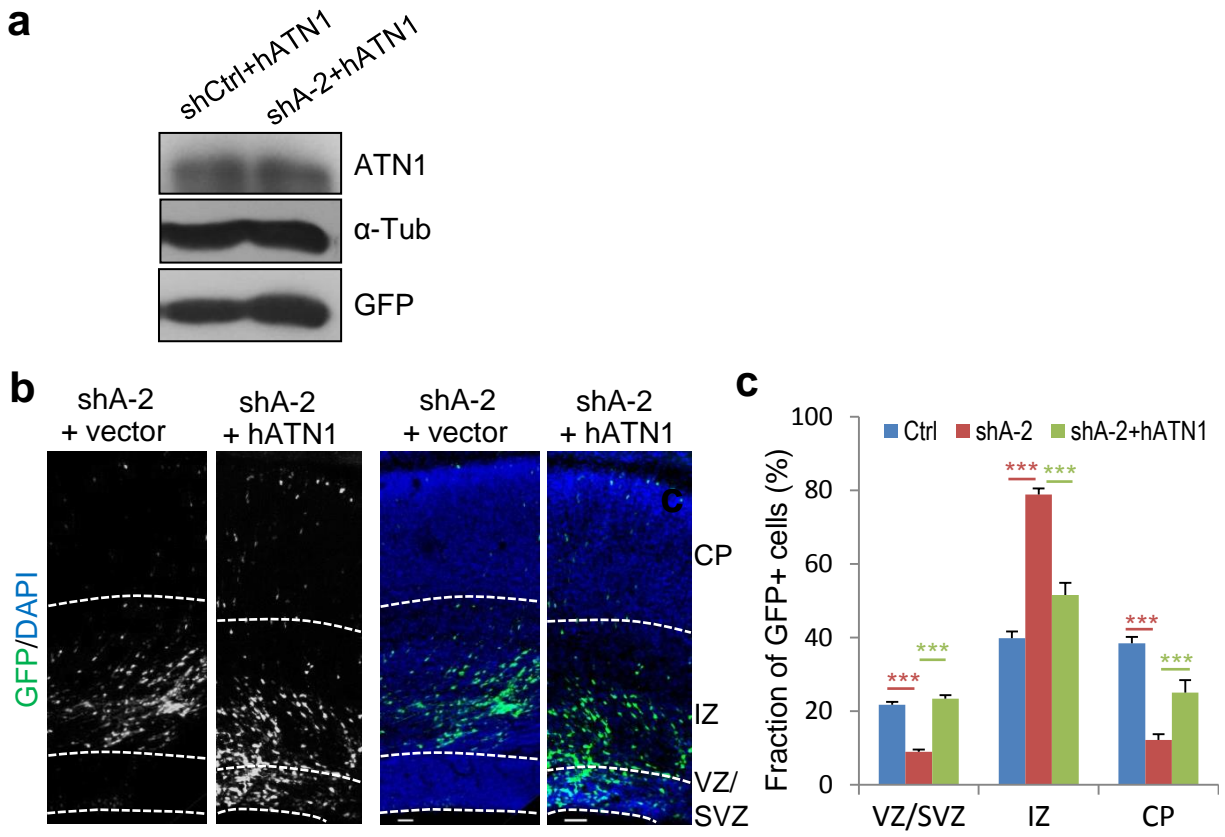 a
shCtrl+hATN1
shA-2+hATN1
ATN1
α-Tub
GFP
b
shA-2
+ vector
shA-2
+ hATN1
shA-2
+ vector
shA-2
+ hATN1
GFP/DAPI
c
CP
IZ
VZ/
SVZ
c
Fraction of GFP+ cells (%)
100
80
60
40
20
0
Ctrl
shA-2
shA-2+hATN1
***
***
***
***
***
***
VZ/SVZ
IZ
CP